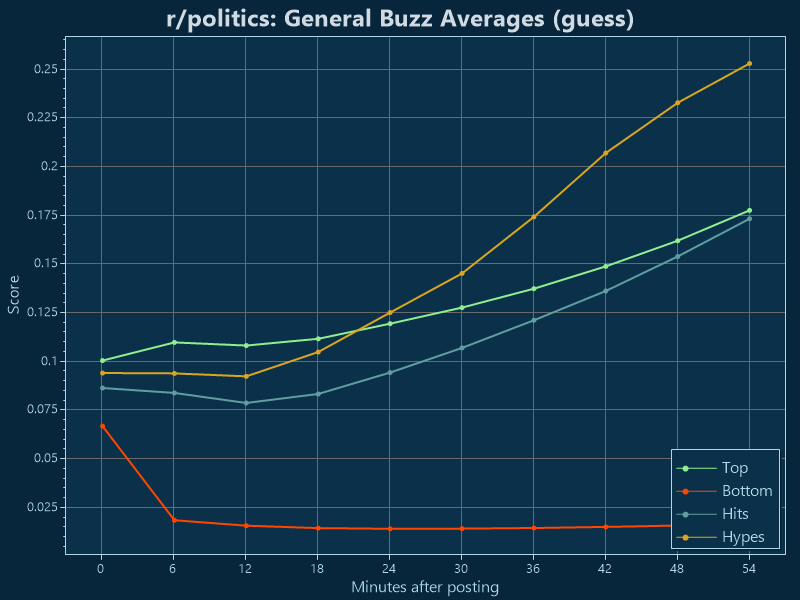 r/politics: General Buzz Averages (guess)
0.25
0.225
0.2
0.175
0.15
0.125
0.1
0.075
0.05
0.025
Score
Top
Bottom
Hits
Hypes
0 6 12 18 24 30 36 42 48 54
Minutes after posting